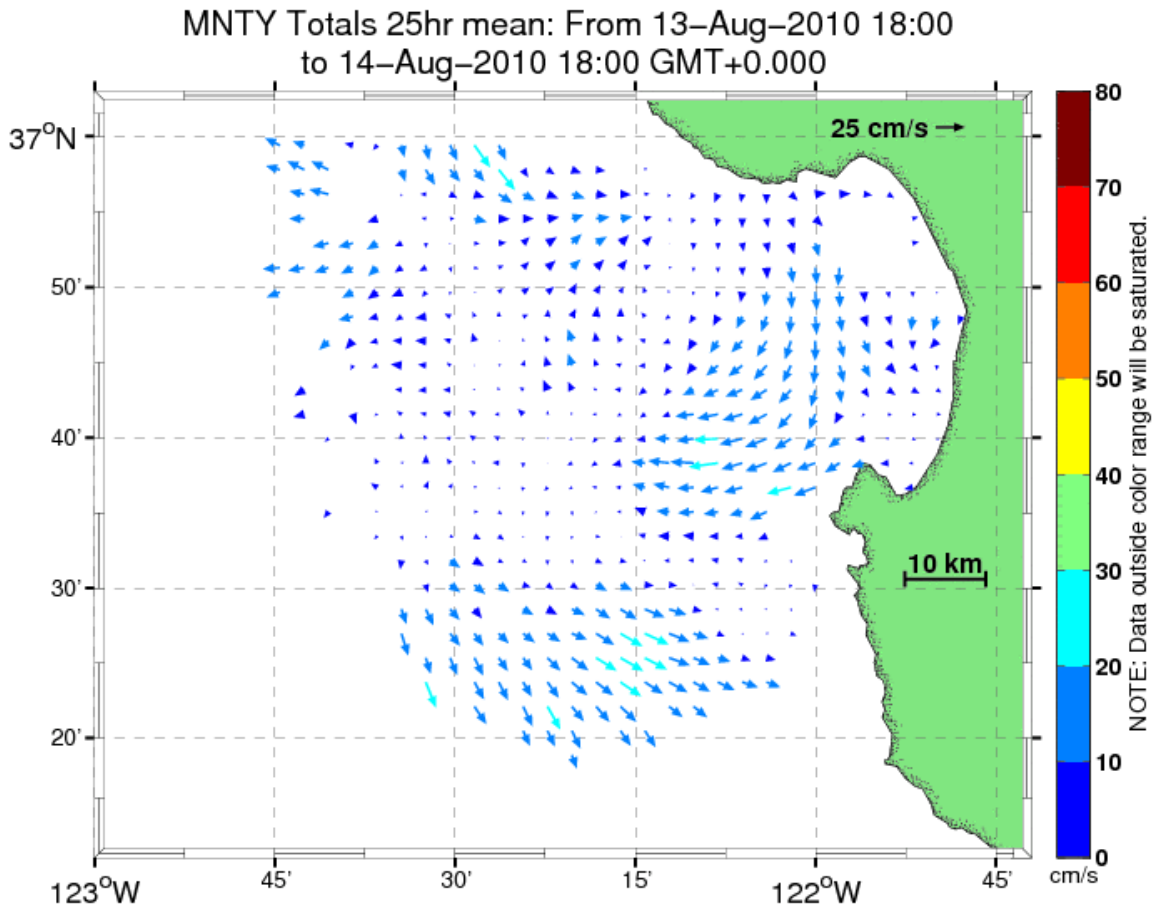 MNTY Totals 25hr mean: From 13−Aug−2010 18:00
to 14−Aug−2010 18:00 GMT+0.000
37°N
50'
40'
30'
20'
123°W
45'
30'
15'
122°W
45'
25 cm/s
10 km
80
70
60
50
40
30
20
10
0
cm/s
NOTE: Data outside color range will be saturated.